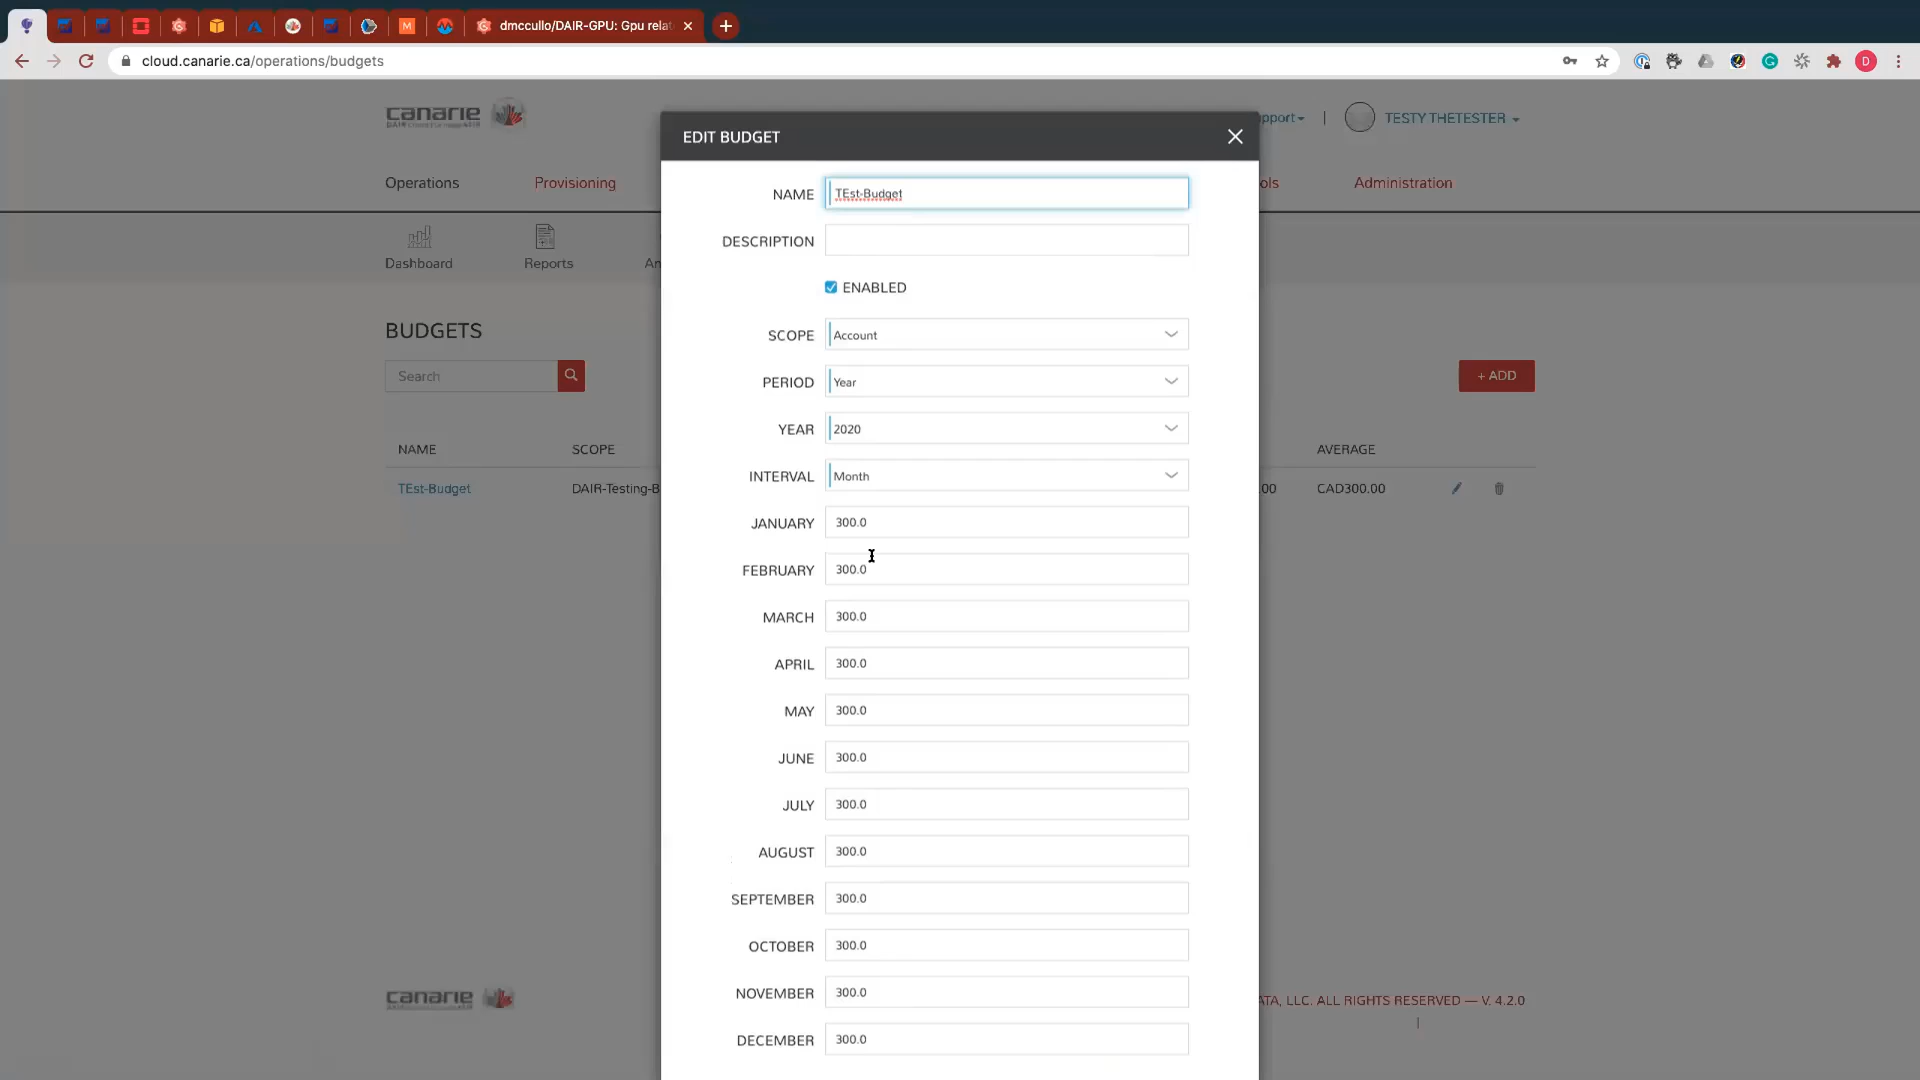 dmccullo/DAIR-GPU: Gpu rela
cloud.canarie.ca/operations/budgets
D
canarie
pport
|
TESTY THETESTER
Operations
Provisioning
ols
Administration
Dashboard
Reports
An
BUDGETS
Search
+ ADD
NAME
SCOPE
AVERAGE
TEst-Budget
DAIR-Testing-B
.00
CAD300.00
EDIT BUDGET
NAME TEst-Budget
DESCRIPTION
ENABLED
SCOPE Account
PERIOD Year
YEAR 2020
INTERVAL Month
JANUARY 300.0
FEBRUARY 300.0
MARCH 300.0
APRIL 300.0
MAY 300.0
JUNE 300.0
JULY 300.0
AUGUST 300.0
SEPTEMBER 300.0
OCTOBER 300.0
NOVEMBER 300.0
DECEMBER 300.0
canarie
ATA, LLC. ALL RIGHTS RESERVED — V. 4.2.0
|